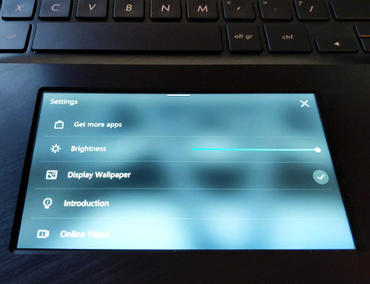 X C V B N M , .
alt gr ctrl
Settings
Get more apps
Brightness
Display Wallpaper
Introduction
Online Video